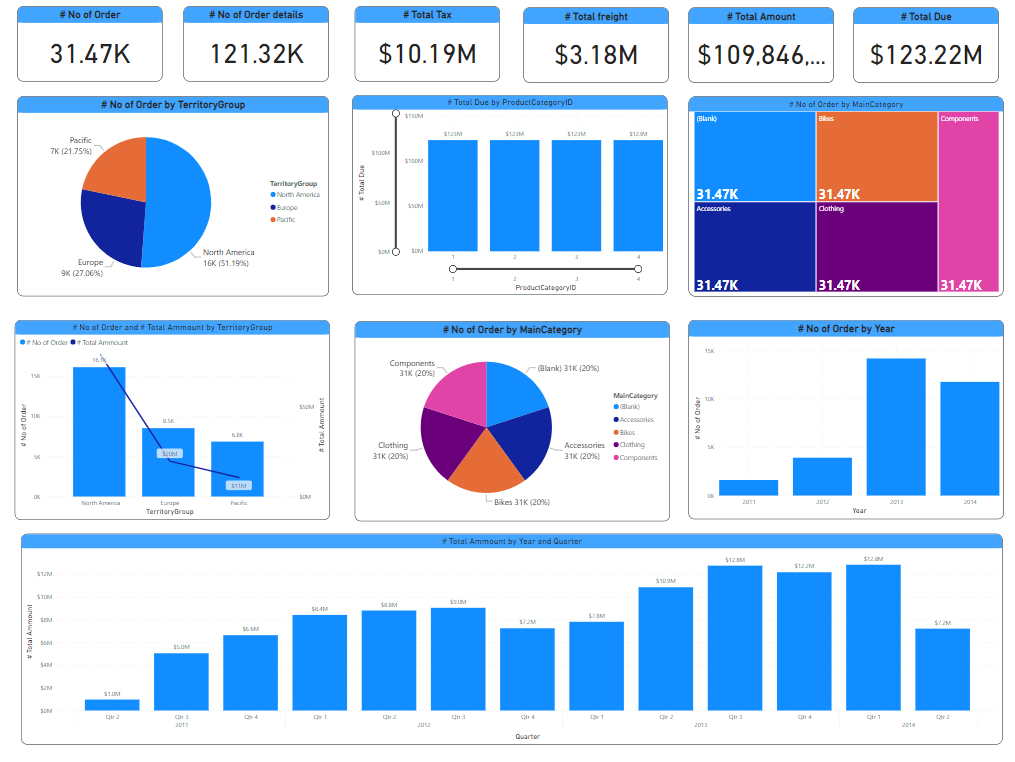 # No of Order
31.47K
# No of Order details
121.32K
# Total Tax
$10.19M
# Total freight
$3.18M
# Total Amount
$109,846,...
# Total Due
$123.22M
# No of Order by TerritoryGroup
Pacific
7K (21.75%)
Europe
9K (27.06%)
North America
16K (51.19%)
TerritoryGroup
North America
Europe
Pacific
# Total Due by ProductCategoryID
# Total Due
$150M
$100M
$50M
$0M
$100M
$50M
$0M
$123M
$123M
$123M
$123M
1
2
3
4
1
2
3
4
ProductCategoryID
# No of Order by MainCategory
(Blank)
31.47K
Bikes
31.47K
Components
31.47K
Accessories
31.47K
Clothing
31.47K
# No of Order and # Total Ammount by TerritoryGroup
# No of Order
# Total Ammount
# No of Order
15K
10K
5K
0K
16.1K
8.5K
6.8K
$20M
$11M
$50M
$0M
# Total Ammount
North America
Europe
Pacific
TerritoryGroup
# No of Order by MainCategory
Components
31K (20%)
(Blank) 31K (20%)
Clothing
31K (20%)
Accessories
31K (20%)
Bikes 31K (20%)
MainCategory
(Blank)
Accessories
Bikes
Clothing
Components
# No of Order by Year
# No of Order
15K
10K
5K
0K
2011
2012
2013
2014
Year
# Total Ammount by Year and Quarter
# Total Ammount
$12M
$10M
$8M
$6M
$4M
$2M
$0M
$1.0M
$5.0M
$6.6M
$8.4M
$8.8M
$9.0M
$7.2M
$7.8M
$10.9M
$12.8M
$12.2M
$12.8M
$7.2M
Qtr 2
Qtr 3
Qtr 4
Qtr 1
Qtr 2
Qtr 3
Qtr 4
Qtr 1
Qtr 2
Qtr 3
Qtr 4
Qtr 1
Qtr 2
2011
2012
2013
2014
Quarter